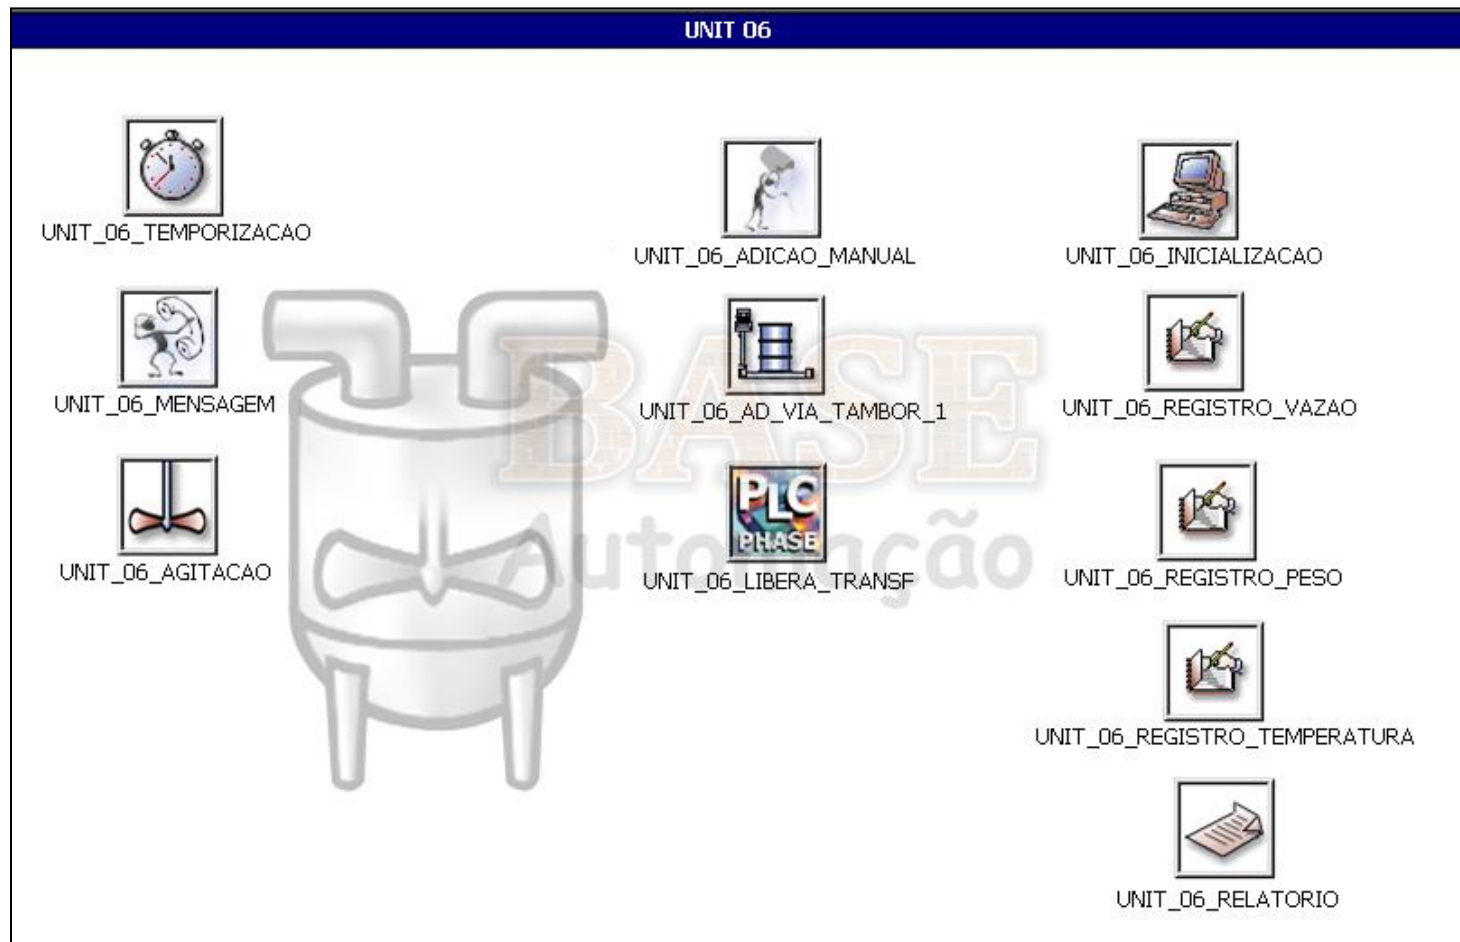 UNIT 06
UNIT_06_TEMPORIZACAO
UNIT_06_MENSAGEM
UNIT_06_AGITACAO
UNIT_06_ADICAO_MANUAL
UNIT_06_AD_VIA_TAMBOR_1
PLC
PHASE
UNIT_06_LIBERA_TRANSF
UNIT_06_INICIALIZACAO
UNIT_06_REGISTRO_VAZAO
UNIT_06_REGISTRO_PESO
UNIT_06_REGISTRO_TEMPERATURA
UNIT_06_RELATORIO
BASE
Automação